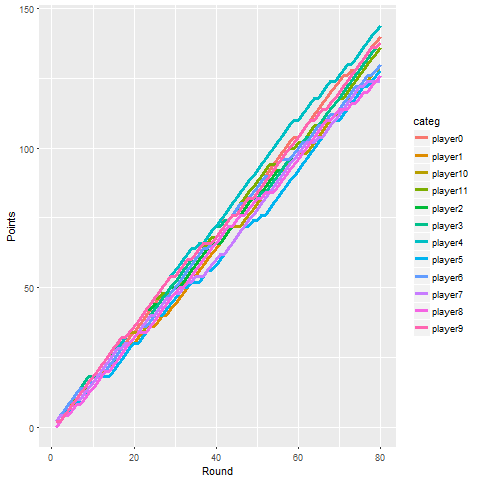 150
100
50
0
Points
0
20
40
60
80
Round
categ
player0
player1
player10
player11
player2
player3
player4
player5
player6
player7
player8
player9